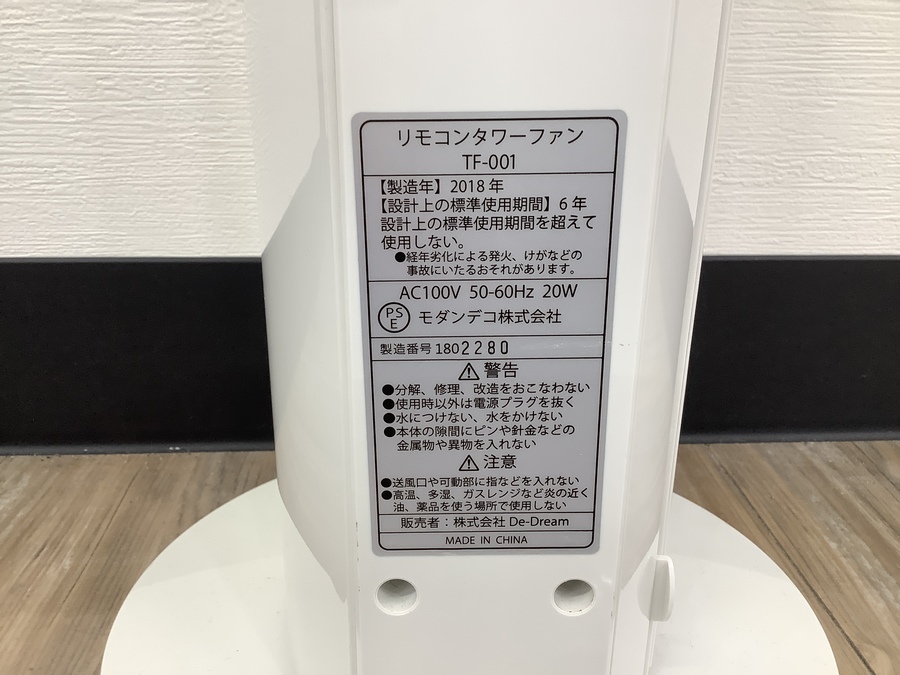 リモコンタワーファン
TF-001
【製造年】2018 年
【設計上の標準使用期間】6 年
設計上の標準使用期間を超えて
使用しない。
●経年劣化による発火、けがなどの
事故にいたるおそれがあります。
AC100V 50-60Hz 20W
PS
E
モダンデコ株式会社
製造番号 1802280
警告
●分解、修理、改造をおこなわない
●使用時以外は電源プラグを抜く
●水につけない、水をかけない
●本体の隙間にピンや針金などの
金属物や異物を入れない
注意
●送風口や可動部に指などを入れない
●高温、多湿、ガスレンジなど炎の近く
油、薬品を使う場所で使用しない
販売者：株式会社 De-Dream
MADE IN CHINA